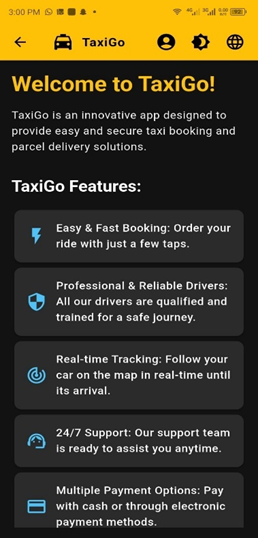 3:00 PM
TaxiGo
Welcome to TaxiGo!
TaxiGo is an innovative app designed to
provide easy and secure taxi booking and
parcel delivery solutions.
TaxiGo Features:
Easy & Fast Booking: Order your
ride with just a few taps.
Professional & Reliable Drivers:
All our drivers are qualified and
trained for a safe journey.
Real-time Tracking: Follow your
car on the map in real-time until
its arrival.
24/7 Support: Our support team
is ready to assist you anytime.
Multiple Payment Options: Pay
with cash or through electronic
payment methods.